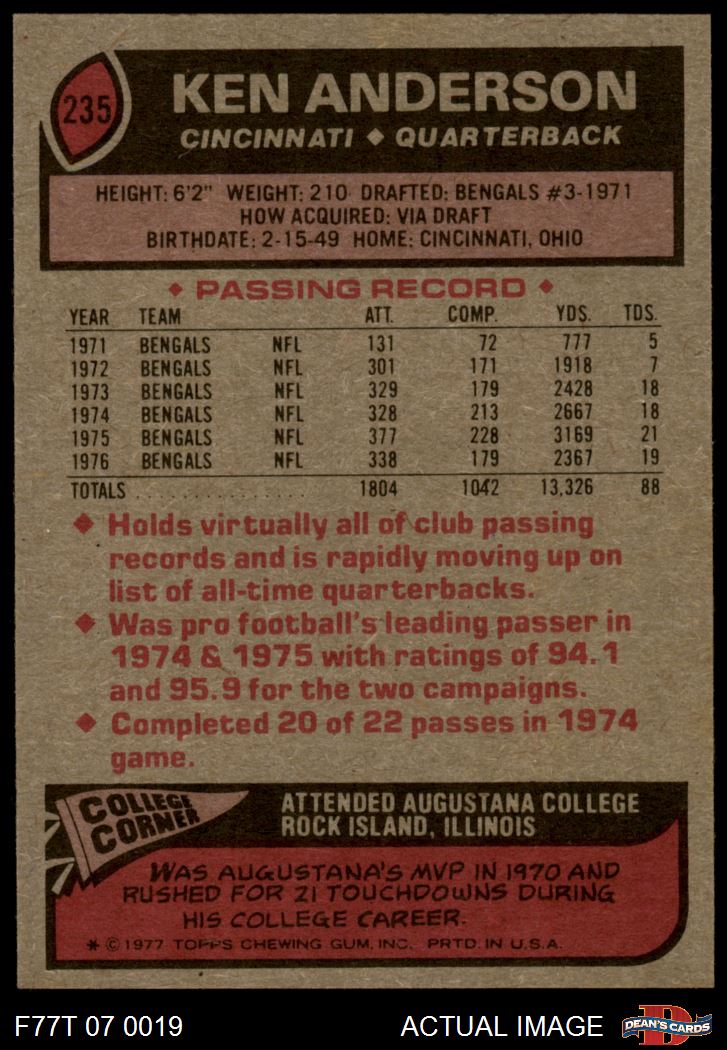 235
KEN ANDERSON
CINCINNATI ◆ QUARTERBACK
HEIGHT: 6'2" WEIGHT: 210 DRAFTED: BENGALS #3-1971
HOW ACQUIRED: VIA DRAFT
BIRTHDATE: 2-15-49 HOME: CINCINNATI, OHIO
◆ PASSING RECORD ◆
YEAR TEAM ATT. COMP. YDS. TDS.
1971 BENGALS NFL 131 72 777 5
1972 BENGALS NFL 301 171 1918 7
1973 BENGALS NFL 329 179 2428 18
1974 BENGALS NFL 328 213 2667 18
1975 BENGALS NFL 377 228 3169 21
1976 BENGALS NFL 338 179 2367 19
TOTALS . . . . . . . . . . . . . . . 1804 1042 13,326 88
◆ Holds virtually all of club passing
records and is rapidly moving up on
list of all-time quarterbacks.
◆ Was pro football's leading passer in
1974 & 1975 with ratings of 94.1
and 95.9 for the two campaigns.
◆ Completed 20 of 22 passes in 1974
game.
COLLEGE
CORNER
ATTENDED AUGUSTANA COLLEGE
ROCK ISLAND, ILLINOIS
WAS AUGUSTANA'S MVP IN 1970 AND
RUSHED FOR 21 TOUCHDOWNS DURING
HIS COLLEGE CAREER.
* © 1977 TOPPS CHEWING GUM, INC. PRTD. IN U.S.A.
F77T 07 0019
ACTUAL IMAGE
D
DEAN'S CARDS